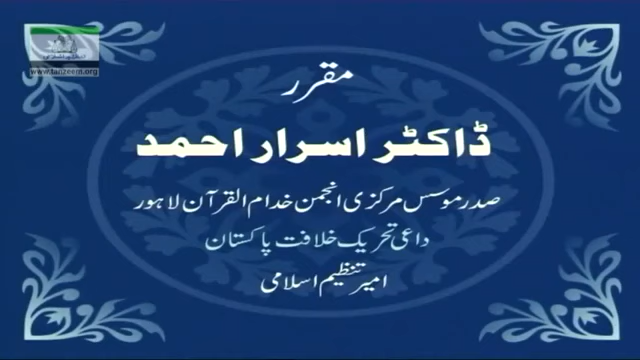 www.tanzeem.org
مقرر
ڈاکٹر اسرار احمد
صدر موسس مرکزی انجمن خدام القرآن لاہور
داعی تحریک خلافت پاکستان
امیر تنظیم اسلامی